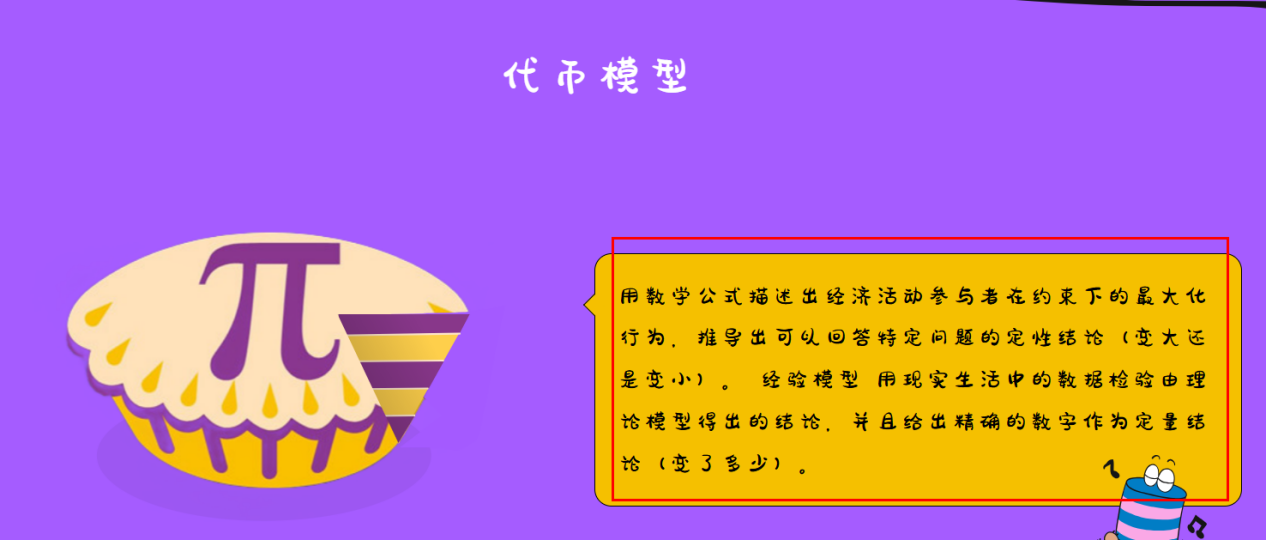 代币模型
π
用数学公式描述出经济活动参与者在约束下的最大化
行为，推导出可以回答特定问题的定性结论（变大还
是变小）。 经验模型 用现实生活中的数据检验由理
论模型得出的结论，并且给出精确的数字作为定量结
论（变了多少）。